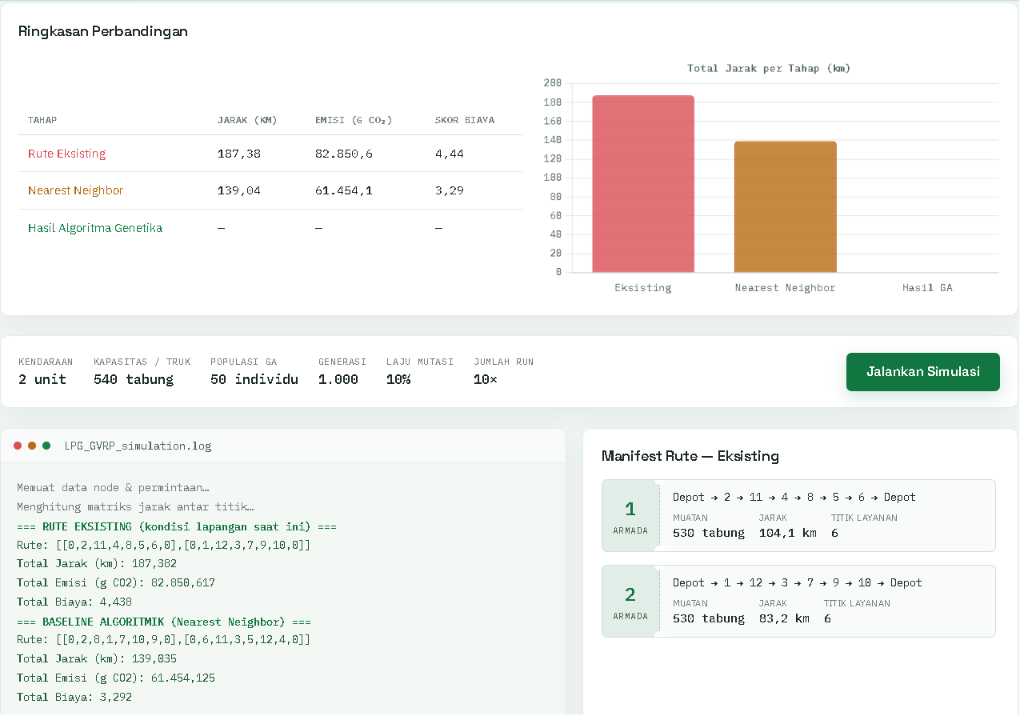 Ringkasan Perbandingan
TAHAP JARAK (KM) EMISI (G CO₂) SKOR BIAYA
Rute Eksisting 187,38 82.850,6 4,44
Nearest Neighbor 139,04 61.454,1 3,29
Hasil Algoritma Genetika — — —
Total Jarak per Tahap (km)
200
180
160
140
120
100
80
60
40
20
0
Eksisting Nearest Neighbor Hasil GA
KENDARAAN KAPASITAS / TRUK POPULASI GA GENERASI LAJU MUTASI JUMLAH RUN
2 unit 540 tabung 50 individu 1.000 10% 10×
Jalankan Simulasi
LPG_GVRP_simulation.log
Memuat data node & permintaan…
Menghitung matriks jarak antar titik…
=== RUTE EKSISTING (kondisi lapangan saat ini) ===
Rute: [[0,2,11,4,8,5,6,0],[0,1,12,3,7,9,10,0]]
Total Jarak (km): 187,382
Total Emisi (g CO2): 82.850,617
Total Biaya: 4,438
=== BASELINE ALGORITMIK (Nearest Neighbor) ===
Rute: [[0,2,8,1,7,10,9,0],[0,6,11,3,5,12,4,0]]
Total Jarak (km): 139,035
Total Emisi (g CO2): 61.454,125
Total Biaya: 3,292
Manifest Rute — Eksisting
1
ARMADA
Depot → 2 → 11 → 4 → 8 → 5 → 6 → Depot
MUATAN JARAK TITIK LAYANAN
530 tabung 104,1 km 6
2
ARMADA
Depot → 1 → 12 → 3 → 7 → 9 → 10 → Depot
MUATAN JARAK TITIK LAYANAN
530 tabung 83,2 km 6